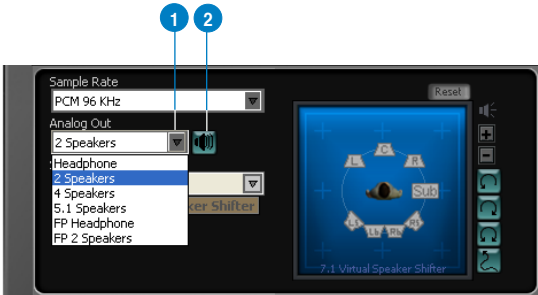 1 2
Sample Rate
PCM 96 KHz
Reset
Analog Out
2 Speakers
Headphone
2 Speakers
4 Speakers
5.1 Speakers
FP Headphone
FP 2 Speakers
ker Shifter
L C R
Sub
Ls Lb Rb Rs
7.1 Virtual Speaker Shifter